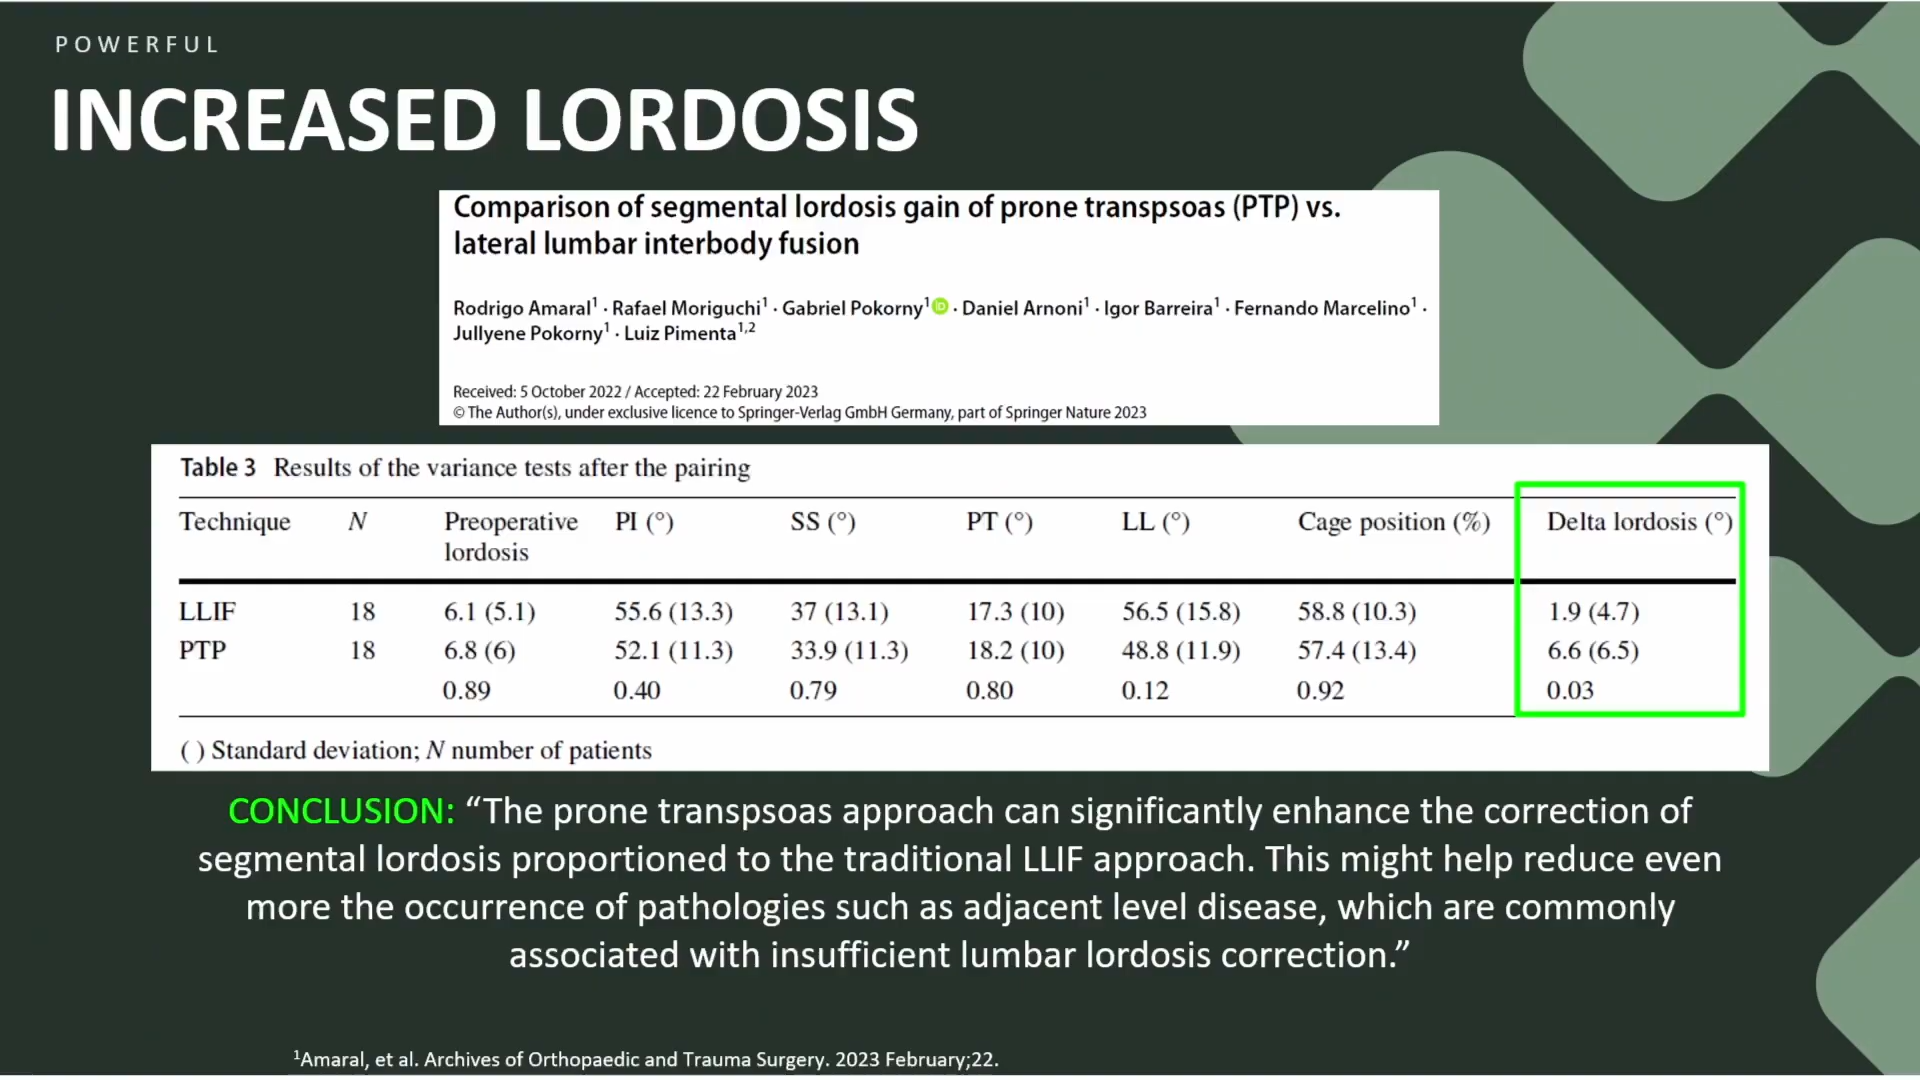 POWERFUL
INCREASED LORDOSIS
Comparison of segmental lordosis gain of prone transpsoas (PTP) vs.
lateral lumbar interbody fusion
Rodrigo Amaral¹ · Rafael Moriguchi¹ · Gabriel Pokorny¹ iD · Daniel Arnoni¹ · Igor Barreira¹ · Fernando Marcelino¹ ·
Jullyene Pokorny¹ · Luiz Pimenta¹,²
Received: 5 October 2022 / Accepted: 22 February 2023
© The Author(s), under exclusive licence to Springer-Verlag GmbH Germany, part of Springer Nature 2023
Table 3 Results of the variance tests after the pairing
Technique N Preoperative PI (°) SS (°) PT (°) LL (°) Cage position (%) Delta lordosis (°)
lordosis
LLIF 18 6.1 (5.1) 55.6 (13.3) 37 (13.1) 17.3 (10) 56.5 (15.8) 58.8 (10.3) 1.9 (4.7)
PTP 18 6.8 (6) 52.1 (11.3) 33.9 (11.3) 18.2 (10) 48.8 (11.9) 57.4 (13.4) 6.6 (6.5)
0.89 0.40 0.79 0.80 0.12 0.92 0.03
( ) Standard deviation; N number of patients
CONCLUSION: “The prone transpsoas approach can significantly enhance the correction of
segmental lordosis proportioned to the traditional LLIF approach. This might help reduce even
more the occurrence of pathologies such as adjacent level disease, which are commonly
associated with insufficient lumbar lordosis correction.”
¹Amaral, et al. Archives of Orthopaedic and Trauma Surgery. 2023 February;22.